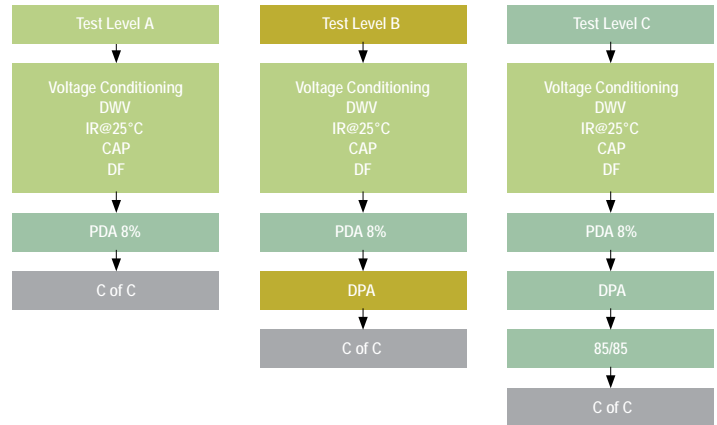 Test Level A
Voltage Conditioning
DWV
IR@25°C
CAP
DF
PDA 8%
C of C
Test Level B
Voltage Conditioning
DWV
IR@25°C
CAP
DF
PDA 8%
DPA
C of C
Test Level C
Voltage Conditioning
DWV
IR@25°C
CAP
DF
PDA 8%
DPA
85/85
C of C